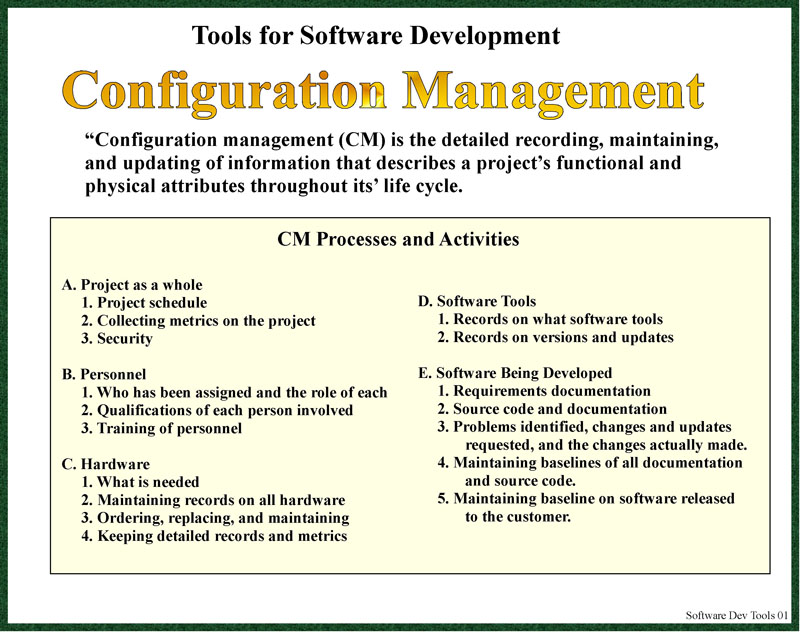 Tools for Software Development
Configuration Management
“Configuration management (CM) is the detailed recording, maintaining,
and updating of information that describes a project’s functional and
physical attributes throughout its’ life cycle.
CM Processes and Activities
A. Project as a whole
1. Project schedule
2. Collecting metrics on the project
3. Security
B. Personnel
1. Who has been assigned and the role of each
2. Qualifications of each person involved
3. Training of personnel
C. Hardware
1. What is needed
2. Maintaining records on all hardware
3. Ordering, replacing, and maintaining
4. Keeping detailed records and metrics
D. Software Tools
1. Records on what software tools
2. Records on versions and updates
E. Software Being Developed
1. Requirements documentation
2. Source code and documentation
3. Problems identified, changes and updates
requested, and the changes actually made.
4. Maintaining baselines of all documentation
and source code.
5. Maintaining baseline on software released
to the customer.
Software Dev Tools 01